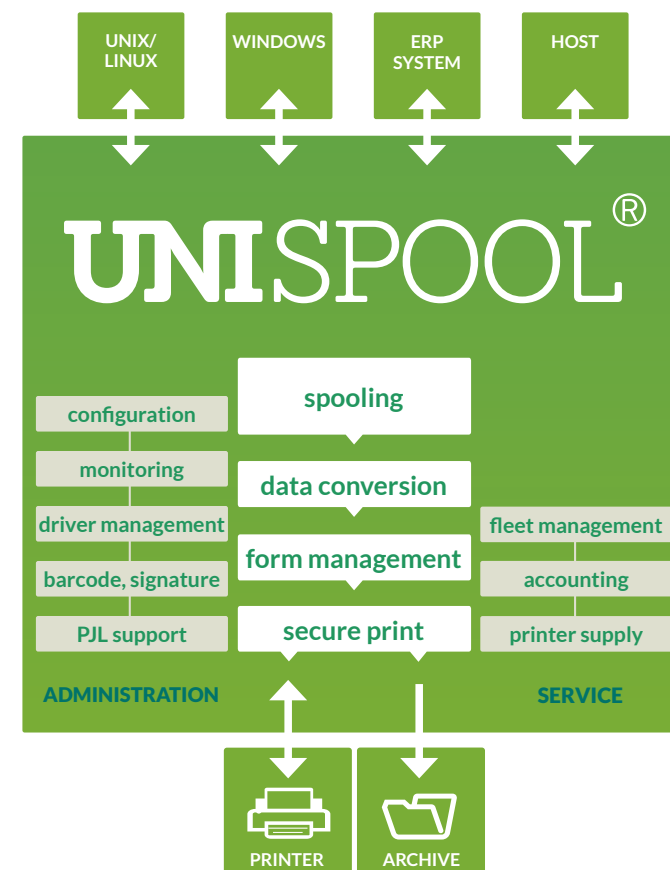 UNIX/
LINUX
WINDOWS
ERP
SYSTEM
HOST
UNISPOOL®
spooling
data conversion
form management
secure print
configuration
monitoring
driver management
barcode, signature
PJL support
ADMINISTRATION
fleet management
accounting
printer supply
SERVICE
PRINTER
ARCHIVE